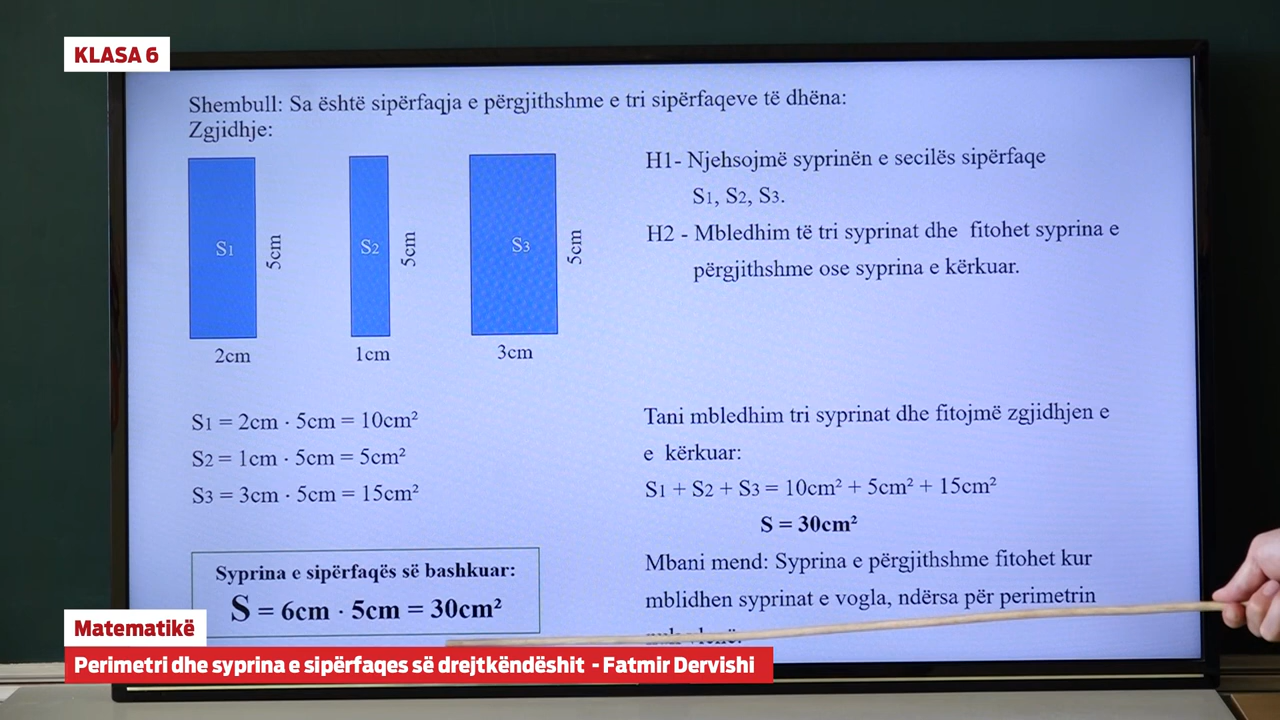 KLASA 6
Shembull: Sa është sipërfaqja e përgjithshme e tri sipërfaqeve të dhëna:
Zgjidhje:
S1
5cm
2cm
S2
5cm
1cm
S3
5cm
3cm
H1- Njehsojmë syprinën e secilës sipërfaqe
S1, S2, S3.
H2 - Mbledhim të tri syprinat dhe fitohet syprina e
përgjithshme ose syprina e kërkuar.
S1 = 2cm · 5cm = 10cm²
S2 = 1cm · 5cm = 5cm²
S3 = 3cm · 5cm = 15cm²
Syprina e sipërfaqës së bashkuar:
S = 6cm · 5cm = 30cm²
Tani mbledhim tri syprinat dhe fitojmë zgjidhjen e
e kërkuar:
S1 + S2 + S3 = 10cm² + 5cm² + 15cm²
S = 30cm²
Mbani mend: Syprina e përgjithshme fitohet kur
mblidhen syprinat e vogla, ndërsa për perimetrin
Matematikë
Perimetri dhe syprina e sipërfaqes së drejtkëndëshit - Fatmir Dervishi